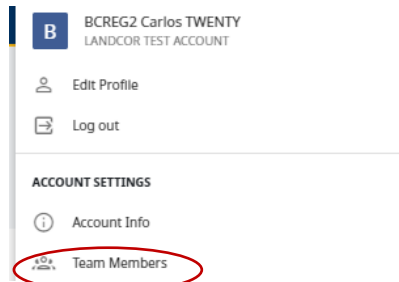 B
BCREG2 Carlos TWENTY
LANDCOR TEST ACCOUNT
Edit Profile
Log out
ACCOUNT SETTINGS
Account Info
Team Members